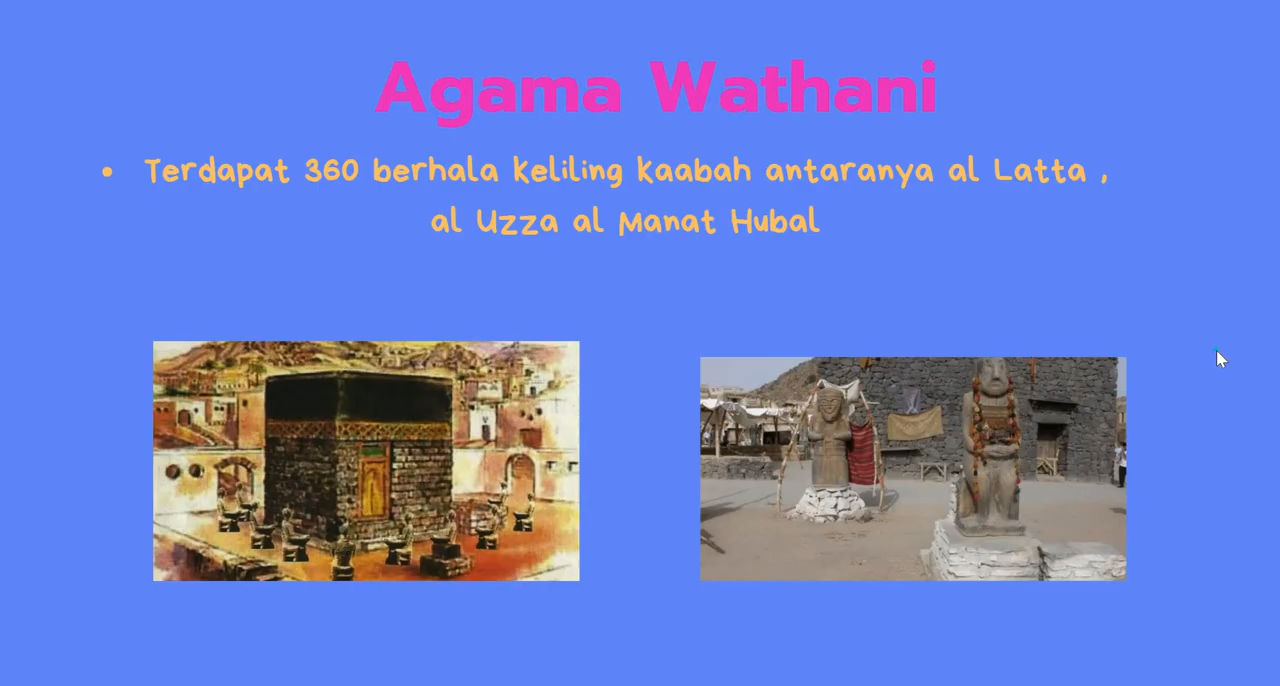 Agama Wathani
• Terdapat 360 berhala keliling kaabah antaranya al Latta ,
al Uzza al Manat Hubal